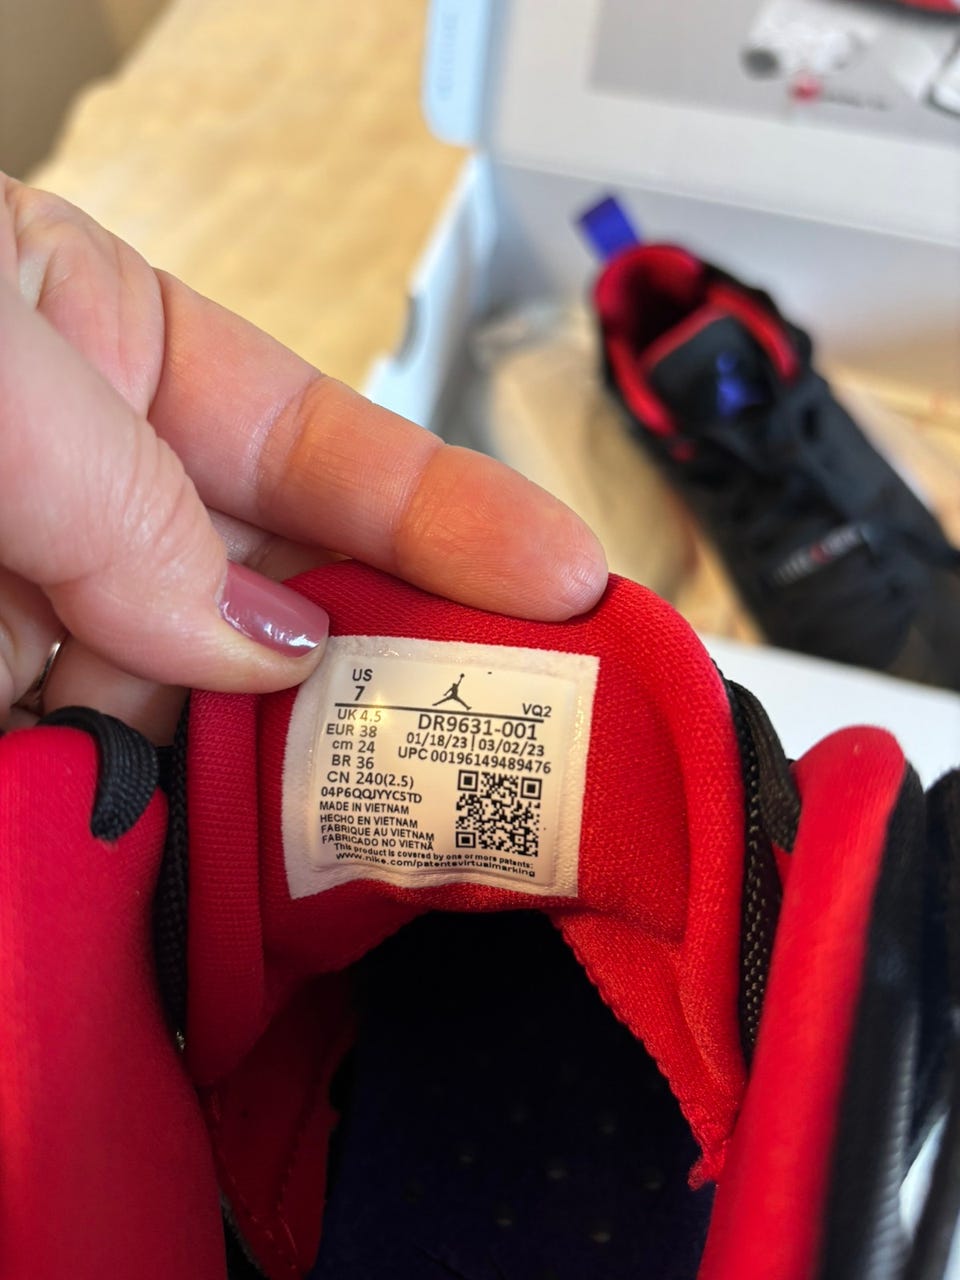 US
7
VQ2
UK 4.5
EUR 38
cm 24
BR 36
CN 240(2.5)
DR9631-001
01/18/23 | 03/02/23
UPC 00196149489476
04P6QQJYYC5TD
MADE IN VIETNAM
HECHO EN VIETNAM
FABRIQUE AU VIETNAM
FABRICADO NO VIETNÃ
This product is covered by one or more patents:
www.nike.com/patentsvirtualmarking